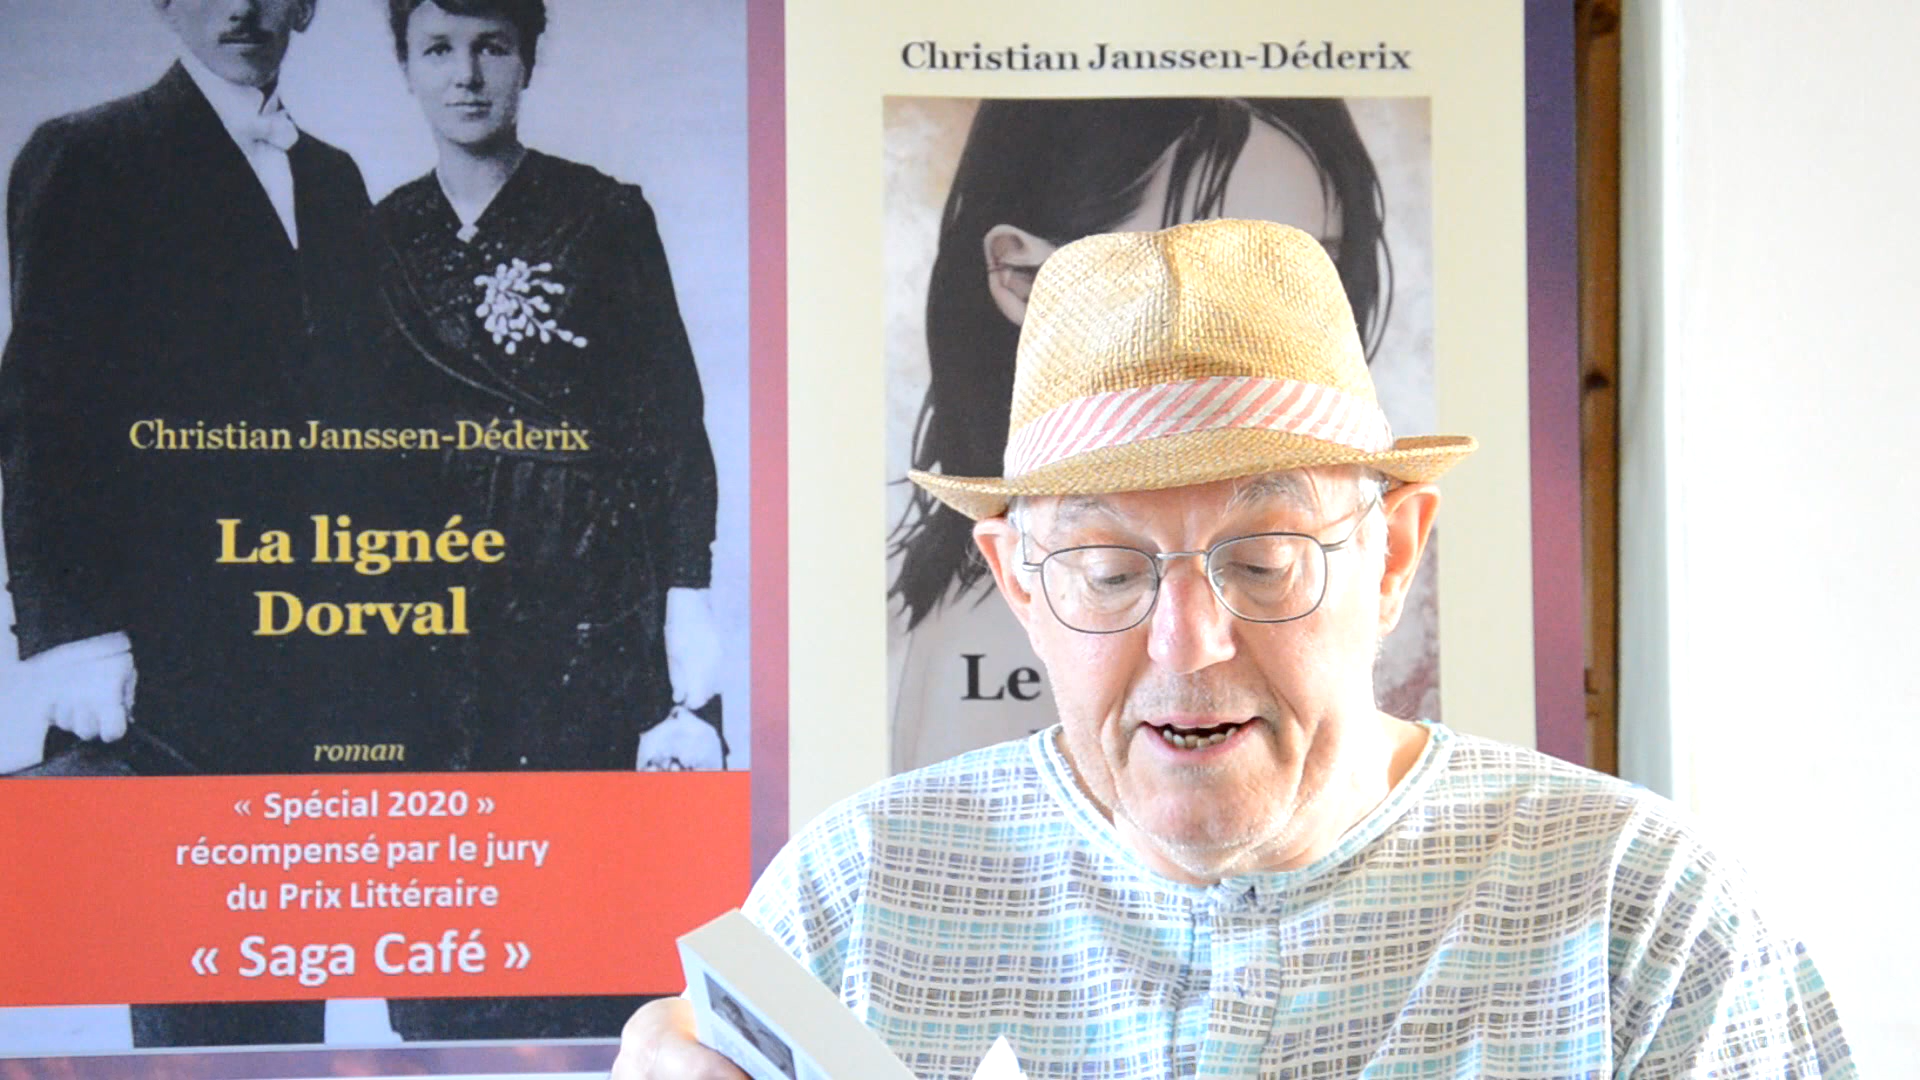 Christian Janssen-Déderix
La lignée
Dorval
roman
« Spécial 2020 »
récompensé par le jury
du Prix Littéraire
« Saga Café »
Christian Janssen-Déderix
Le